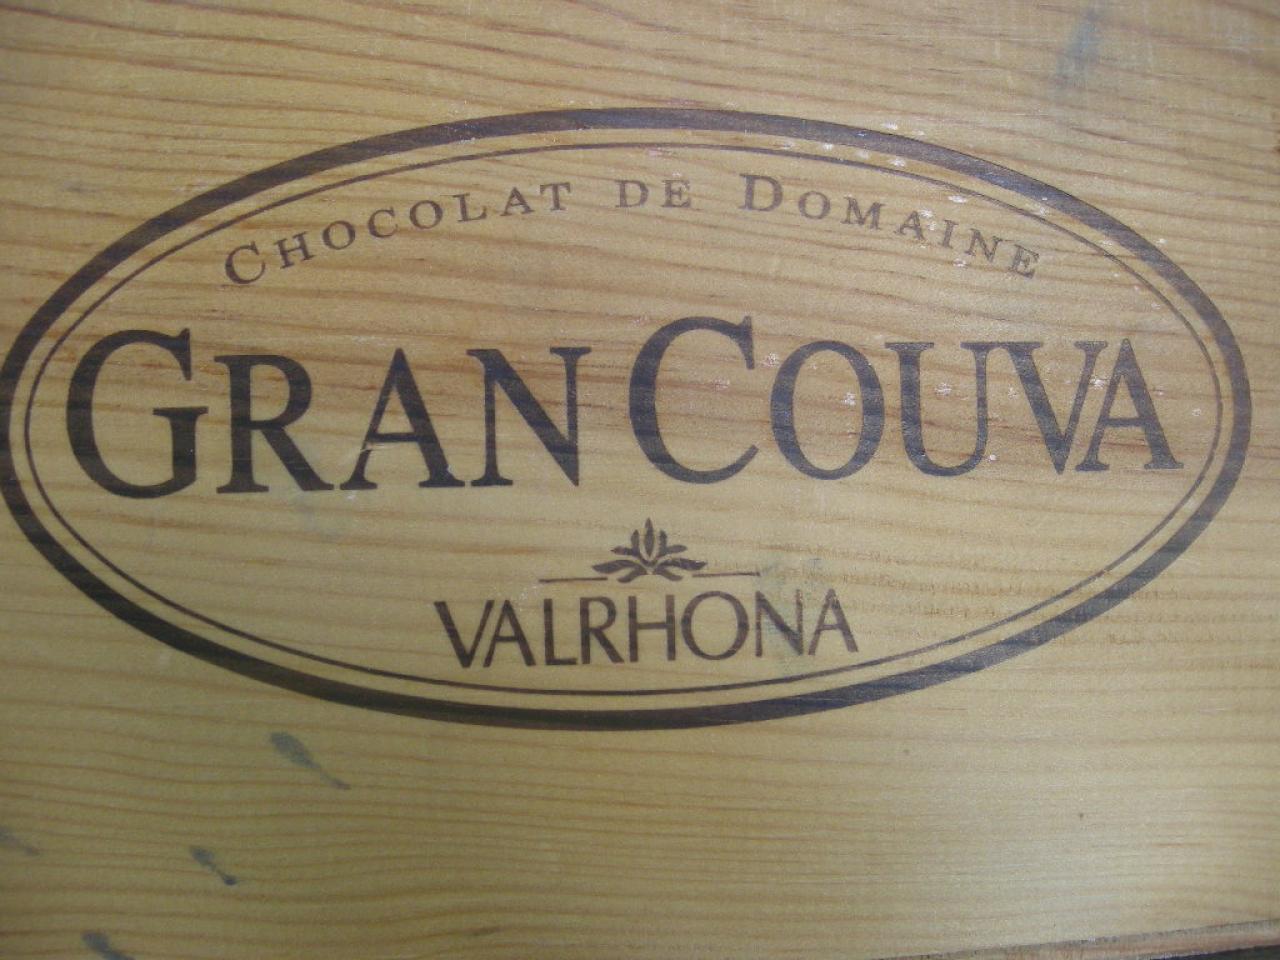 CHOCOLAT DE DOMAINE
GRAN COUVA
VALRHONA